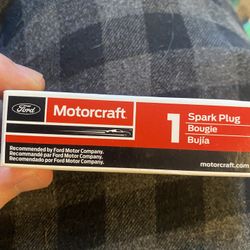 Ford
Motorcraft
1
Spark Plug
Bougie
Bujía
Recommended by Ford Motor Company.
Recommandé par Ford Motor Company.
Recomendado por Ford Motor Company.
motorcraft.com